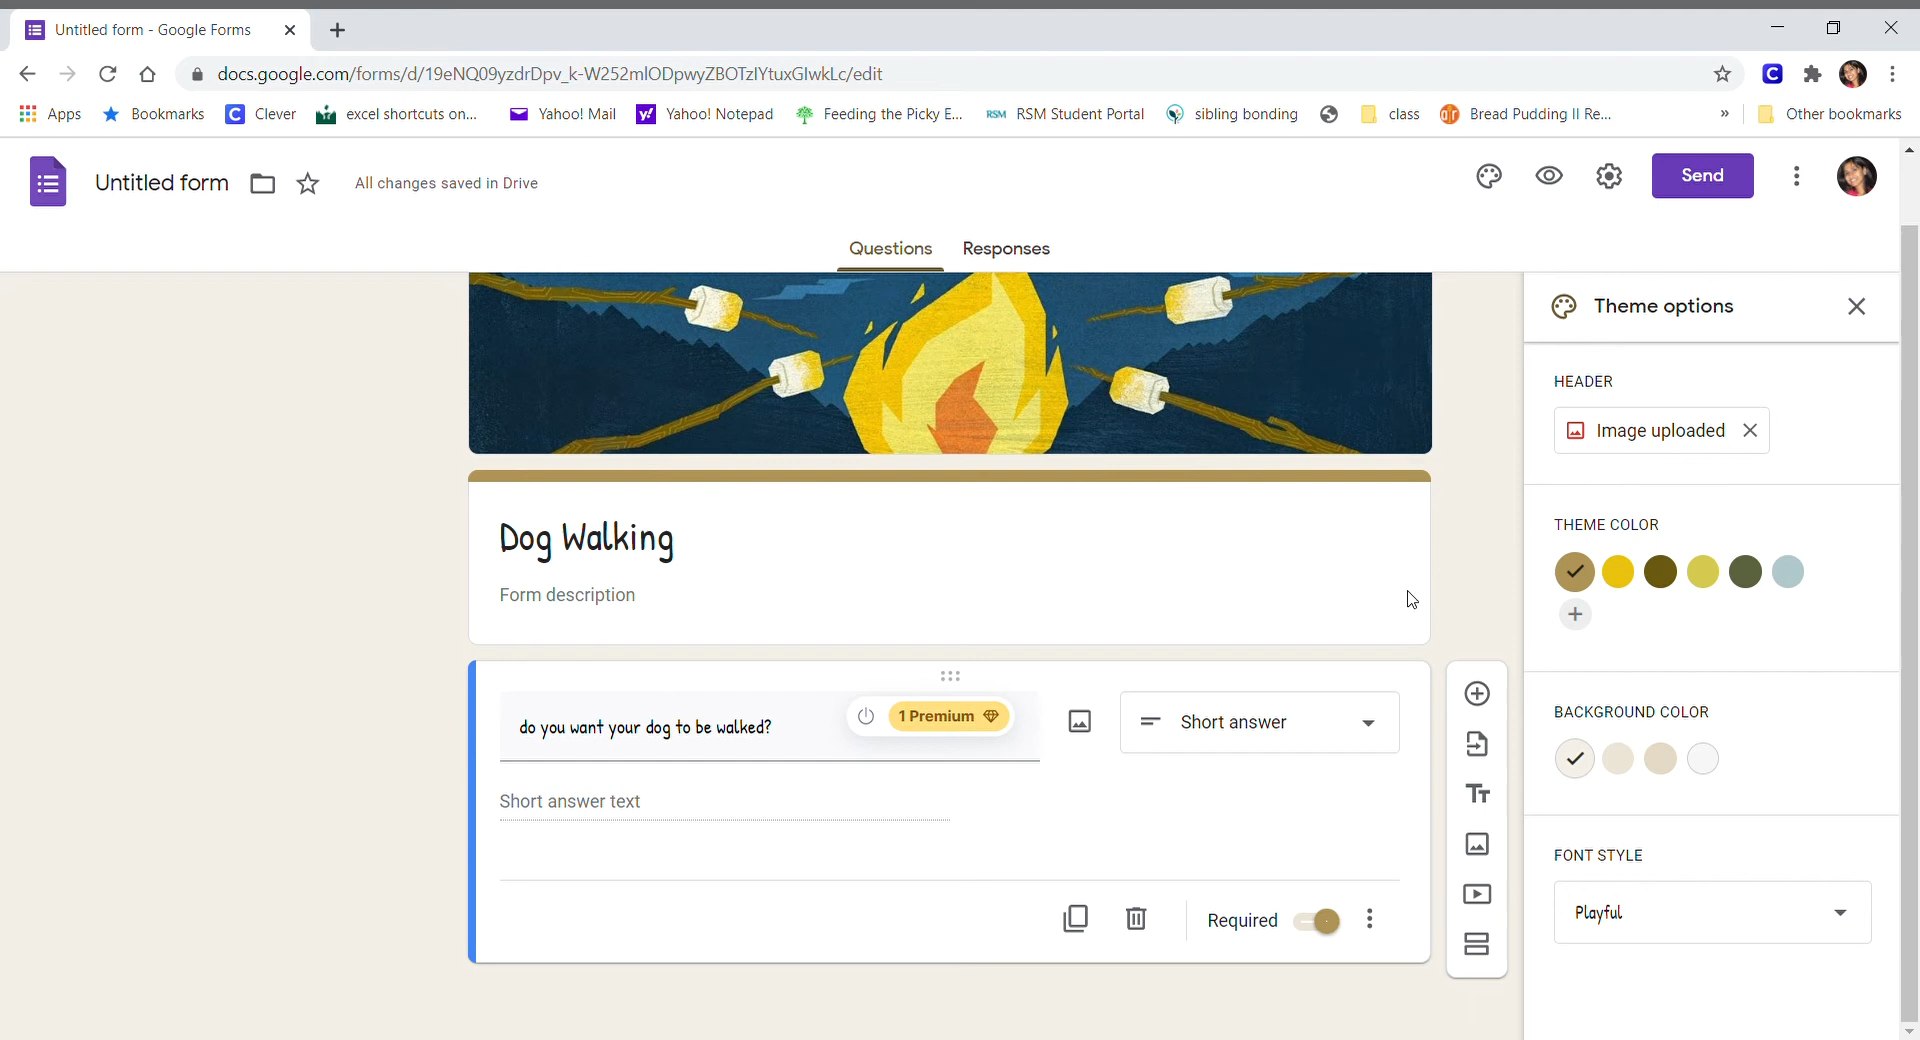 Untitled form - Google Forms
docs.google.com/forms/d/19eNQ09yzdrDpv_k-W252mlODpwyZBOTzlYtuxGlwkLc/edit
Apps Bookmarks C Clever excel shortcuts on... Yahoo! Mail y! Yahoo! Notepad Feeding the Picky E... RSM RSM Student Portal sibling bonding class ar Bread Pudding II Re... » Other bookmarks
Untitled form All changes saved in Drive Send
Questions Responses
Theme options
HEADER
Image uploaded
THEME COLOR
Dog Walking
Form description
BACKGROUND COLOR
do you want your dog to be walked? 1 Premium Short answer
Short answer text
FONT STYLE
Playful
Required